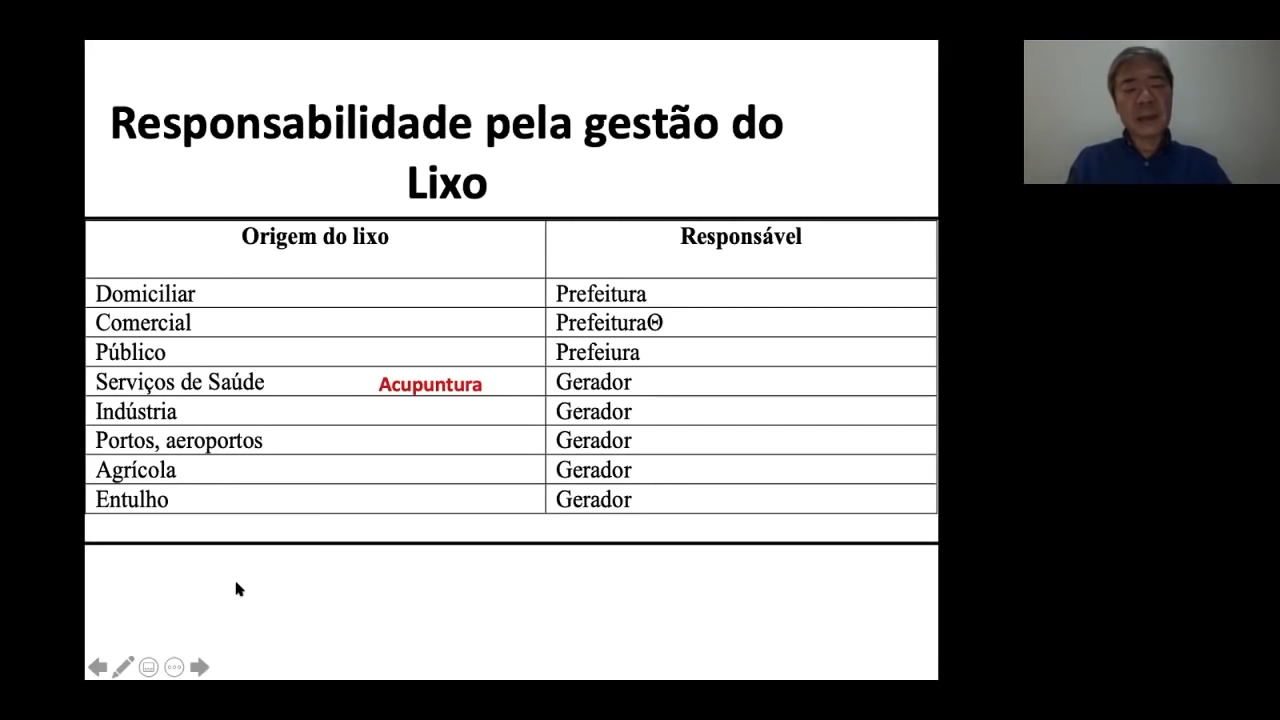 Responsabilidade pela gestão do
Lixo
Origem do lixo Responsável
Domiciliar Prefeitura
Comercial PrefeituraΘ
Público Prefeiura
Serviços de Saúde Acupuntura Gerador
Indústria Gerador
Portos, aeroportos Gerador
Agrícola Gerador
Entulho Gerador